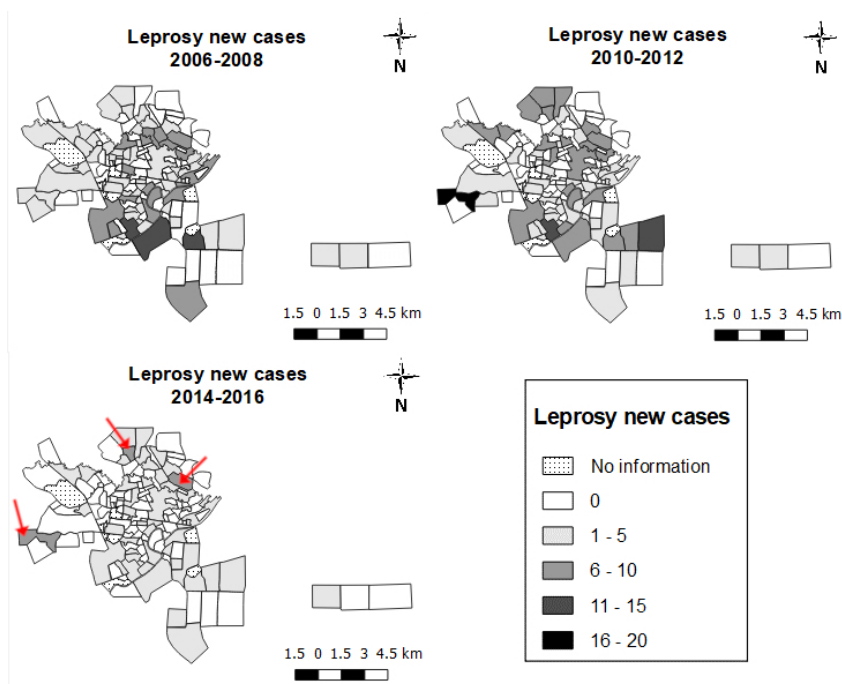 Leprosy new cases
2006-2008
N
1.5 0 1.5 3 4.5 km
Leprosy new cases
2010-2012
N
1.5 0 1.5 3 4.5 km
Leprosy new cases
2014-2016
N
1.5 0 1.5 3 4.5 km
Leprosy new cases
No information
0
1 - 5
6 - 10
11 - 15
16 - 20